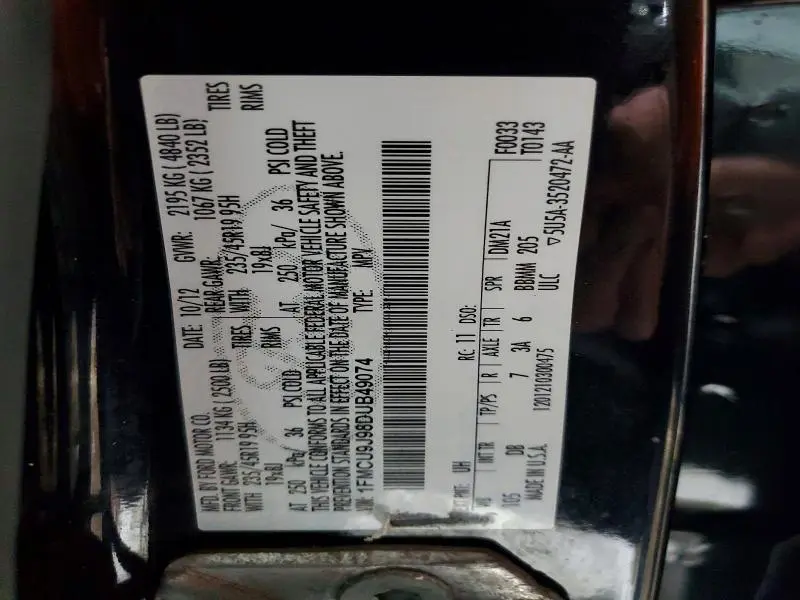 MFD. BY FORD MOTOR CO.
DATE: 10/12 GVWR: 2195 KG ( 4840 LB)
FRONT GAWR: 1134 KG ( 2500 LB) REAR GAWR: 1067 KG ( 2352 LB)
WITH 235/45R19 95H TIRES WITH 235/45R19 95H TIRES
19x8J RIMS 19x8J RIMS
AT 250 kPa/ 36 PSI COLD AT 250 kPa/ 36 PSI COLD
THIS VEHICLE CONFORMS TO ALL APPLICABLE FEDERAL MOTOR VEHICLE SAFETY AND THEFT
PREVENTION STANDARDS IN EFFECT ON THE DATE OF MANUFACTURE SHOWN ABOVE.
VIN: 1FMCU9J98DUB49074 TYPE: MPV
UH RC: 11 DSO: F0033
T0143
INT TR TP/PS R AXLE TR SPR DM21A
105 DB 7 3A 6 BBMM 205
MADE IN U.S.A. 1201210300475 ULC ▽5U5A-3520472-AA